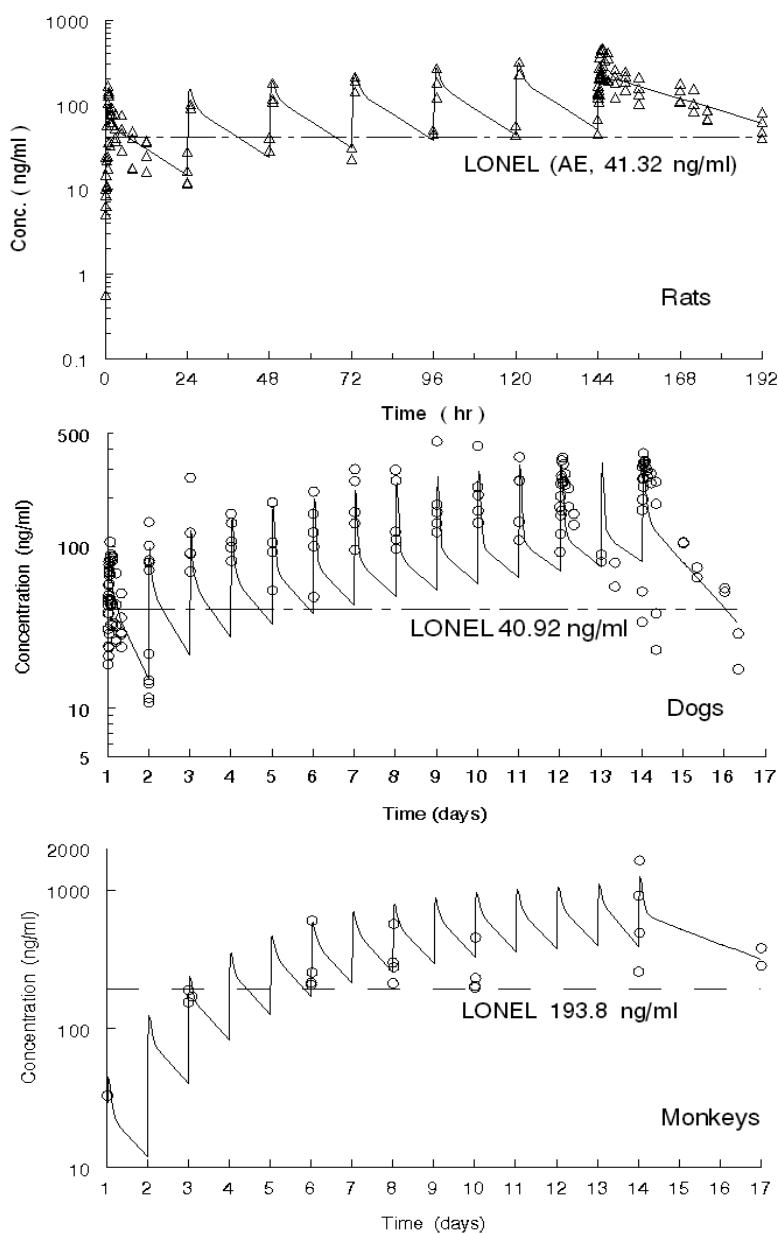 1000
100
10
1
0.1
Conc. ( ng/ml)
LONEL (AE, 41.32 ng/ml)
Rats
0 24 48 72 96 120 144 168 192
Time ( hr)
500
100
10
5
Concentration (ng/ml)
LONEL 40.92 ng/ml
Dogs
1 2 3 4 5 6 7 8 9 10 11 12 13 14 15 16 17
Time (days)
2000
1000
100
10
Concentration (ng/ml)
LONEL 193.8 ng/ml
Monkeys
1 2 3 4 5 6 7 8 9 10 11 12 13 14 15 16 17
Time (days)